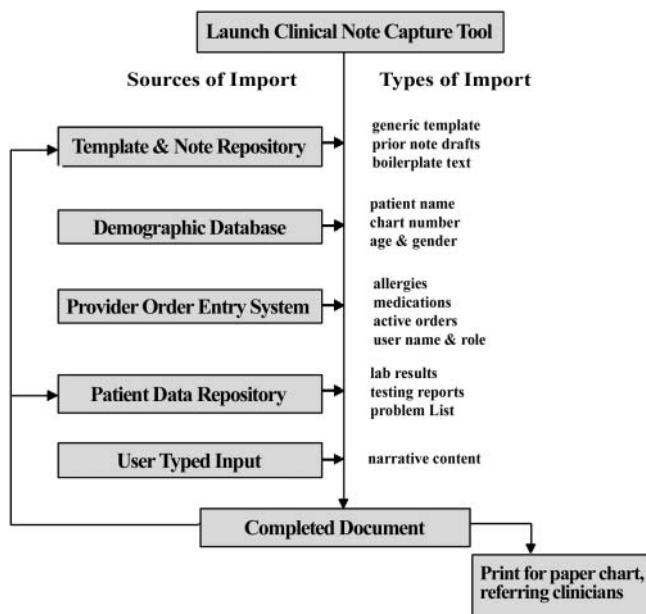 Launch Clinical Note Capture Tool
Sources of Import
Types of Import
Template & Note Repository
generic template
prior note drafts
boilerplate text
Demographic Database
patient name
chart number
age & gender
Provider Order Entry System
allergies
medications
active orders
user name & role
Patient Data Repository
lab results
testing reports
problem List
User Typed Input
narrative content
Completed Document
Print for paper chart,
referring clinicians